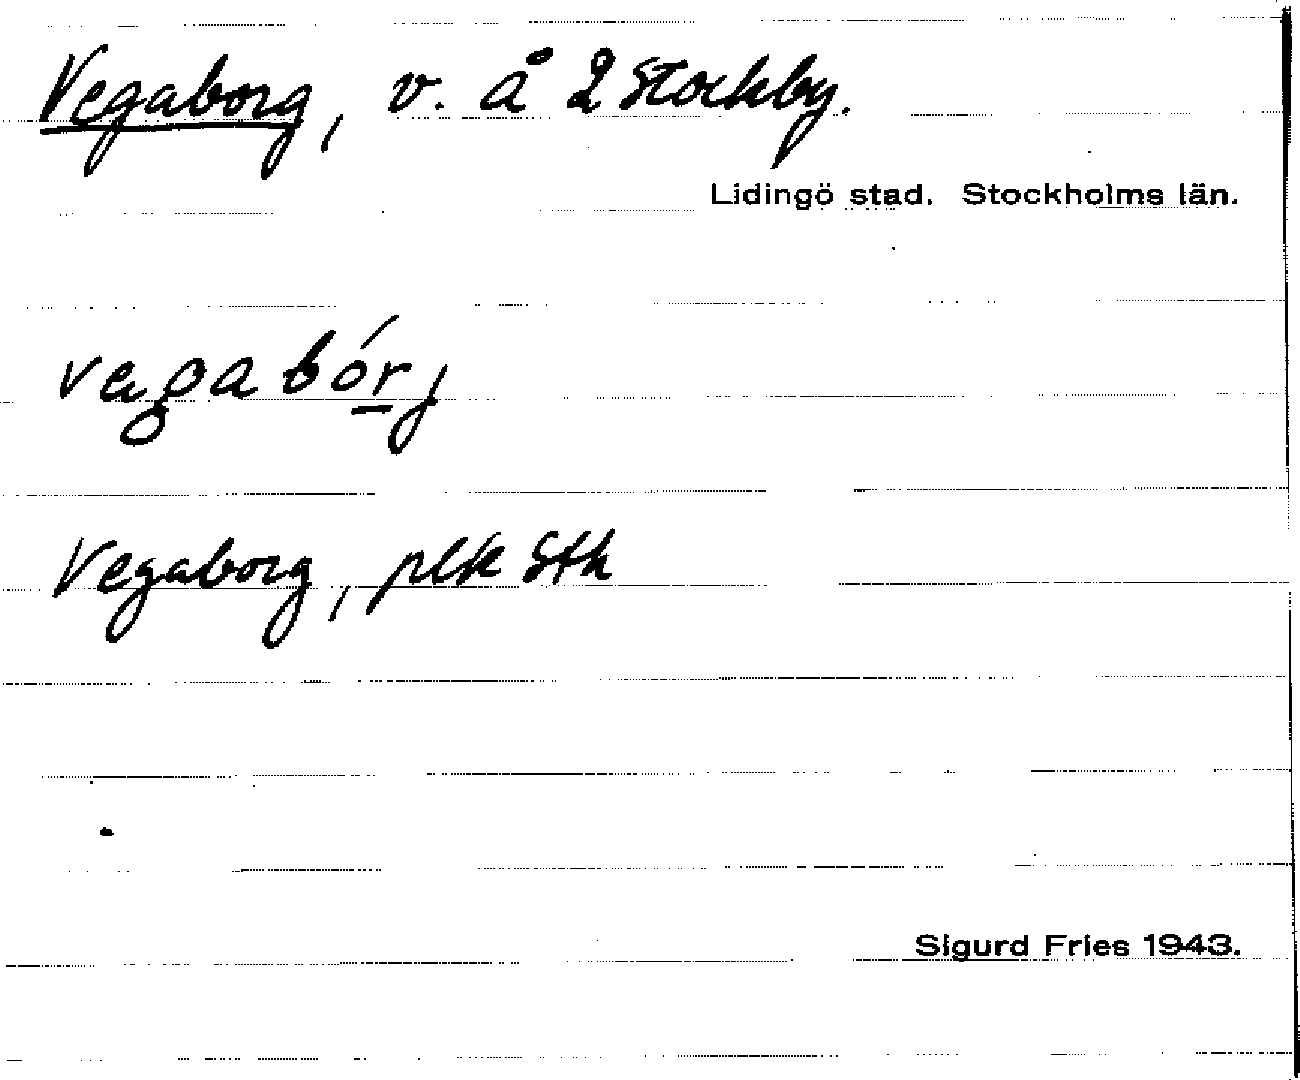 Vegaborg, v. å 2 Stockby.
Lidingö stad. Stockholms län.
vegabórj
Vegaborg, plk Sth
Sigurd Fries 1943.